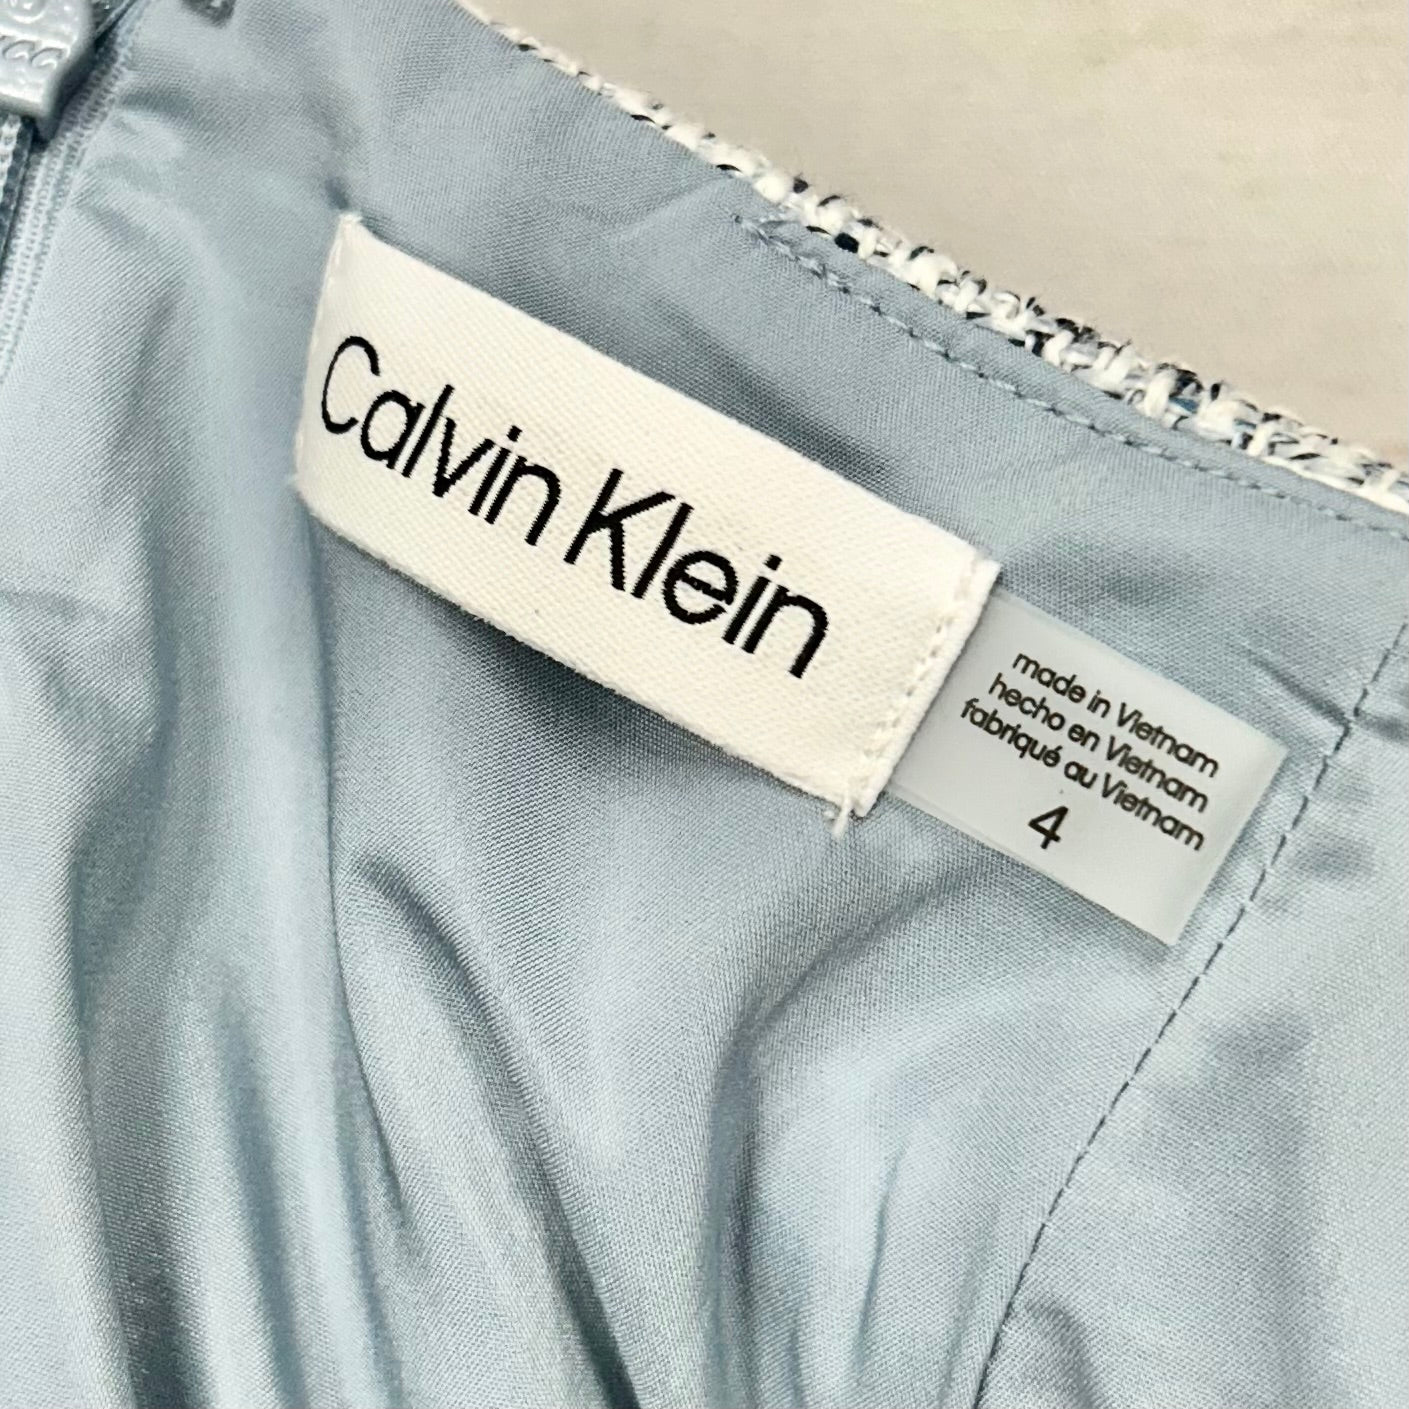 Calvin Klein
made in Vietnam
hecho en Vietnam
fabriqué au Vietnam
4